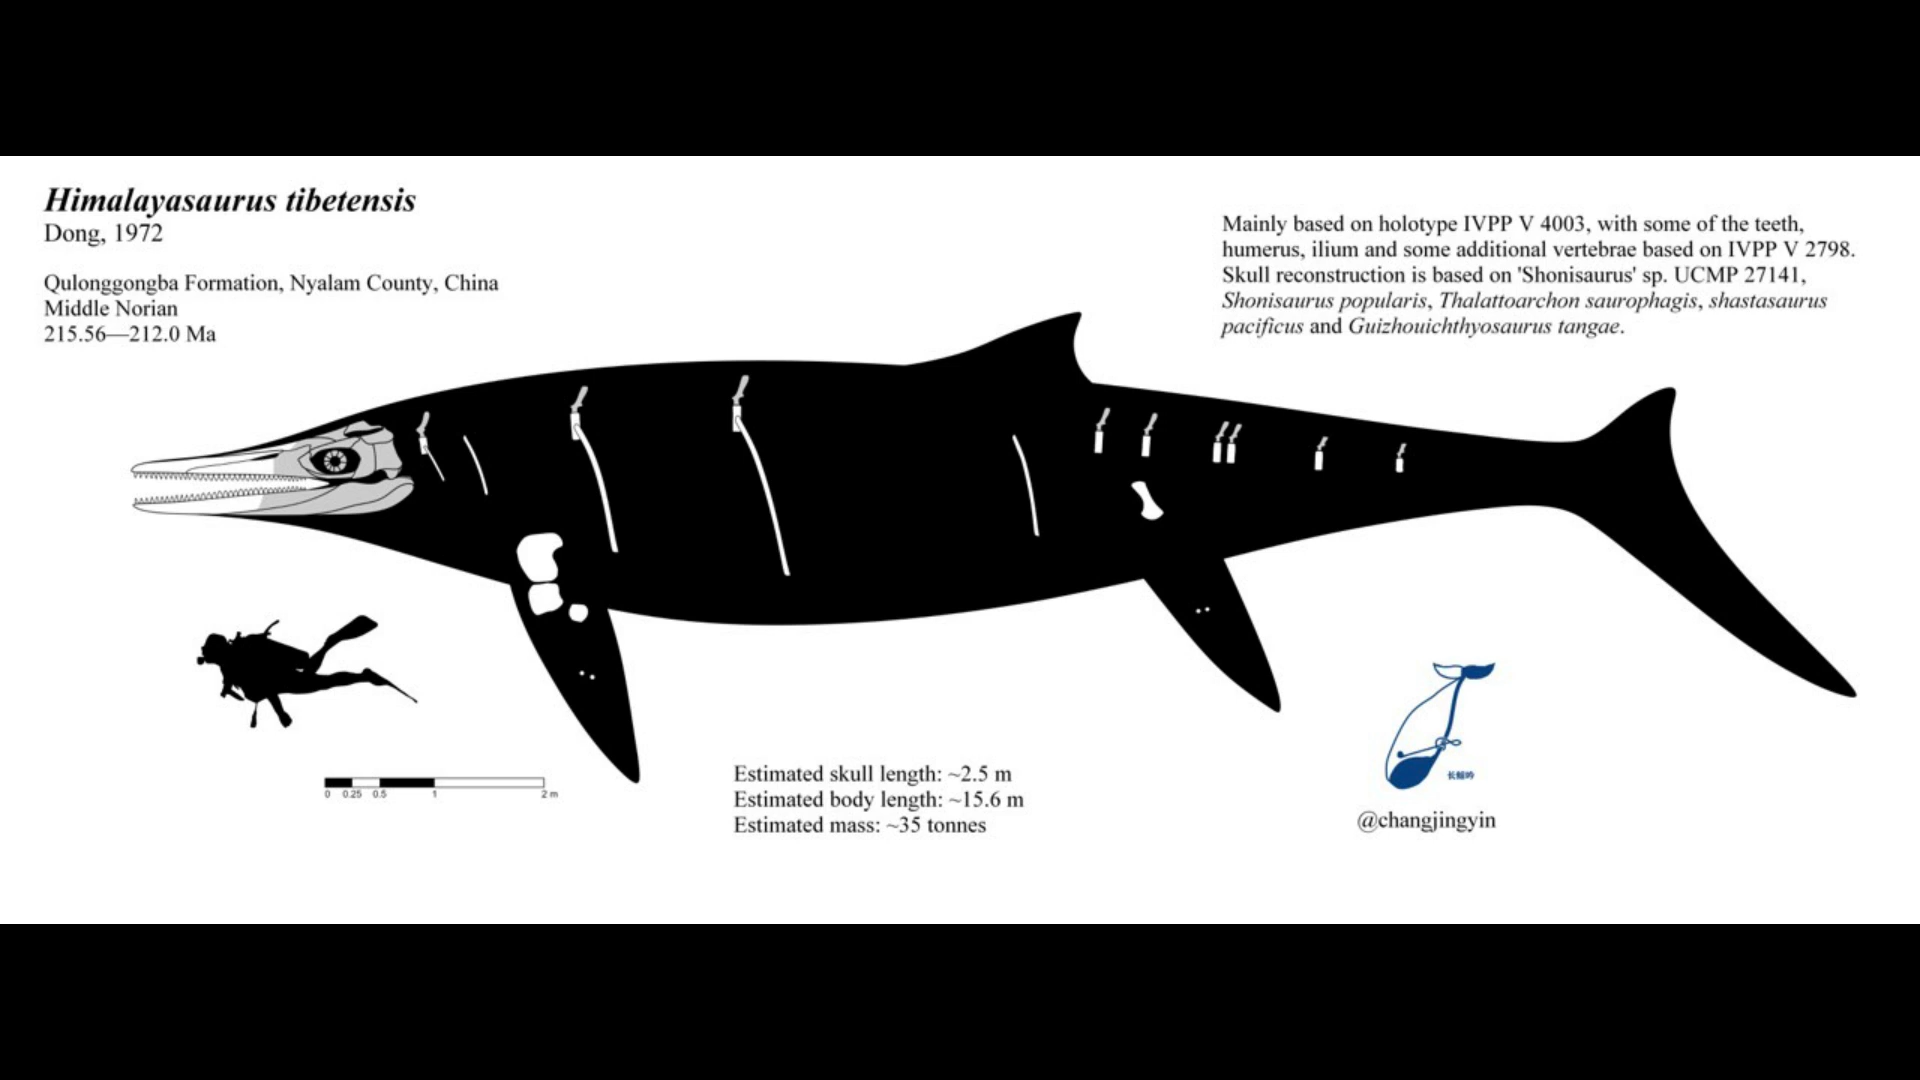 Himalayasaurus tibetensis
Dong, 1972
Qulonggongba Formation, Nyalam County, China
Middle Norian
215.56—212.0 Ma
Mainly based on holotype IVPP V 4003, with some of the teeth,
humerus, ilium and some additional vertebrae based on IVPP V 2798.
Skull reconstruction is based on 'Shonisaurus' sp. UCMP 27141,
Shonisaurus popularis, Thalattoarchon saurophagis, shastasaurus
pacificus and Guizhouichthyosaurus tangae.
0 0.25 0.5 1 2 m
Estimated skull length: ~2.5 m
Estimated body length: ~15.6 m
Estimated mass: ~35 tonnes
长鲸吟
@changjingyin